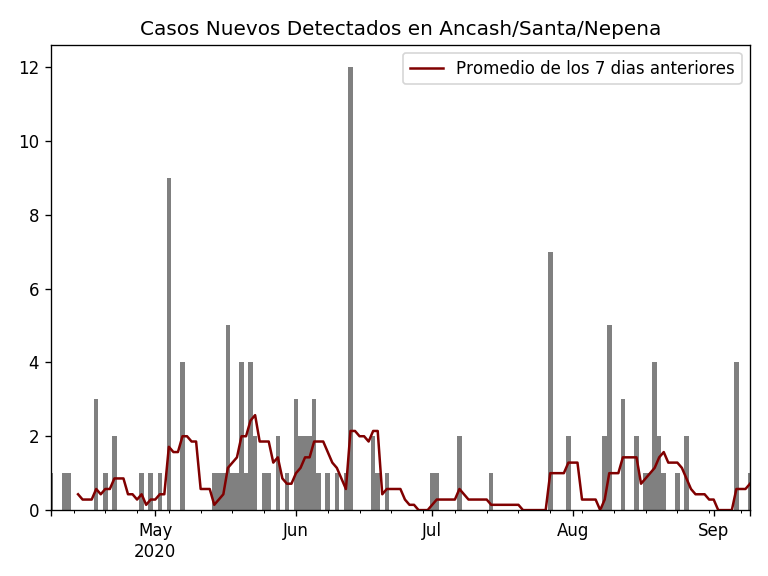 Casos Nuevos Detectados en Ancash/Santa/Nepena
Promedio de los 7 dias anteriores
12
10
8
6
4
2
0
May
2020
Jun
Jul
Aug
Sep